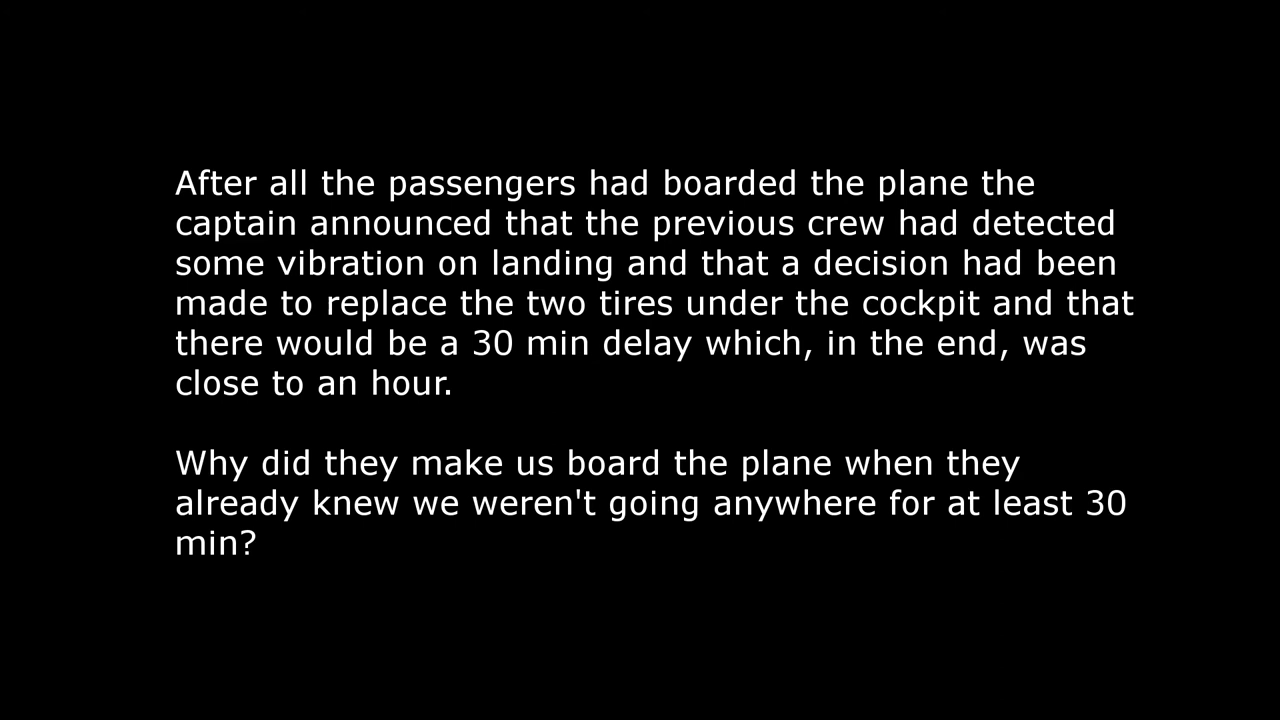 After all the passengers had boarded the plane the
captain announced that the previous crew had detected
some vibration on landing and that a decision had been
made to replace the two tires under the cockpit and that
there would be a 30 min delay which, in the end, was
close to an hour.

Why did they make us board the plane when they
already knew we weren't going anywhere for at least 30
min?